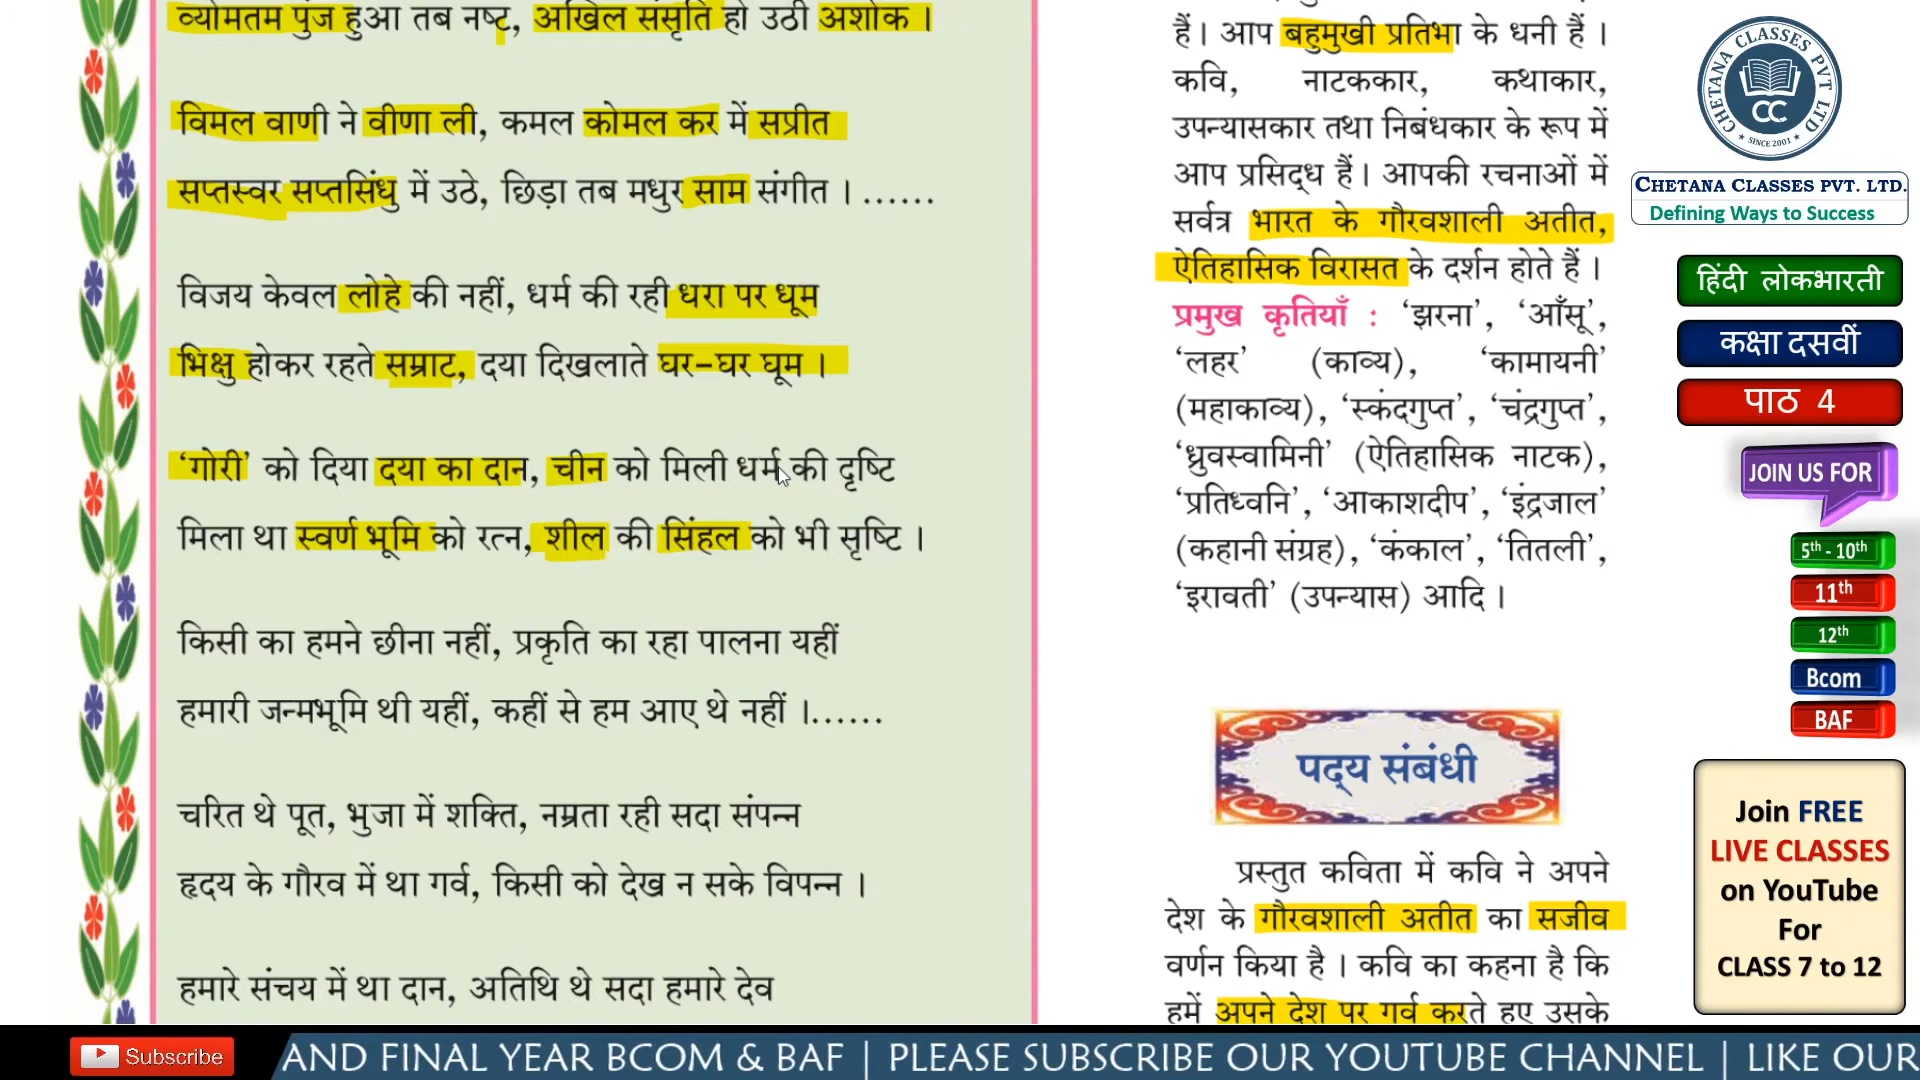 व्योमतम पुंज हुआ तब नष्ट, अखिल संसृति हो उठी अशोक ।
विमल वाणी ने वीणा ली, कमल कोमल कर में सप्रीत
सप्तस्वर सप्तसिंधु में उठे, छिड़ा तब मधुर साम संगीत ।……
विजय केवल लोहे की नहीं, धर्म की रही धरा पर धूम
भिक्षु होकर रहते सम्राट, दया दिखलाते घर-घर घूम ।
‘गोरी’ को दिया दया का दान, चीन को मिली धर्म की दृष्टि
मिला था स्वर्ण भूमि को रत्न, शील की सिंहल को भी सृष्टि ।
किसी का हमने छीना नहीं, प्रकृति का रहा पालना यहीं
हमारी जन्मभूमि थी यहीं, कहीं से हम आए थे नहीं ।……
चरित थे पूत, भुजा में शक्ति, नम्रता रही सदा संपन्न
हृदय के गौरव में था गर्व, किसी को देख न सके विपन्न ।
हमारे संचय में था दान, अतिथि थे सदा हमारे देव
हैं। आप बहुमुखी प्रतिभा के धनी हैं ।
कवि, नाटककार, कथाकार,
उपन्यासकार तथा निबंधकार के रूप में
आप प्रसिद्ध हैं। आपकी रचनाओं में
सर्वत्र भारत के गौरवशाली अतीत,
ऐतिहासिक विरासत के दर्शन होते हैं ।
प्रमुख कृतियाँ : ‘झरना’, ‘आँसू’,
‘लहर’ (काव्य), ‘कामायनी’
(महाकाव्य), ‘स्कंदगुप्त’, ‘चंद्रगुप्त’,
‘ध्रुवस्वामिनी’ (ऐतिहासिक नाटक),
‘प्रतिध्वनि’, ‘आकाशदीप’, ‘इंद्रजाल’
(कहानी संग्रह), ‘कंकाल’, ‘तितली’,
‘इरावती’ (उपन्यास) आदि ।
पद्य संबंधी
प्रस्तुत कविता में कवि ने अपने
देश के गौरवशाली अतीत का सजीव
वर्णन किया है । कवि का कहना है कि
हमें अपने देश पर गर्व करते हुए उसके
CHETANA CLASSES PVT LTD
CC
SINCE 2001
CHETANA CLASSES PVT. LTD.
Defining Ways to Success
हिंदी लोकभारती
कक्षा दसवीं
पाठ 4
JOIN US FOR
5th - 10th
11th
12th
Bcom
BAF
Join FREE
LIVE CLASSES
on YouTube
For
CLASS 7 to 12
Subscribe
AND FINAL YEAR BCOM & BAF | PLEASE SUBSCRIBE OUR YOUTUBE CHANNEL | LIKE OUR